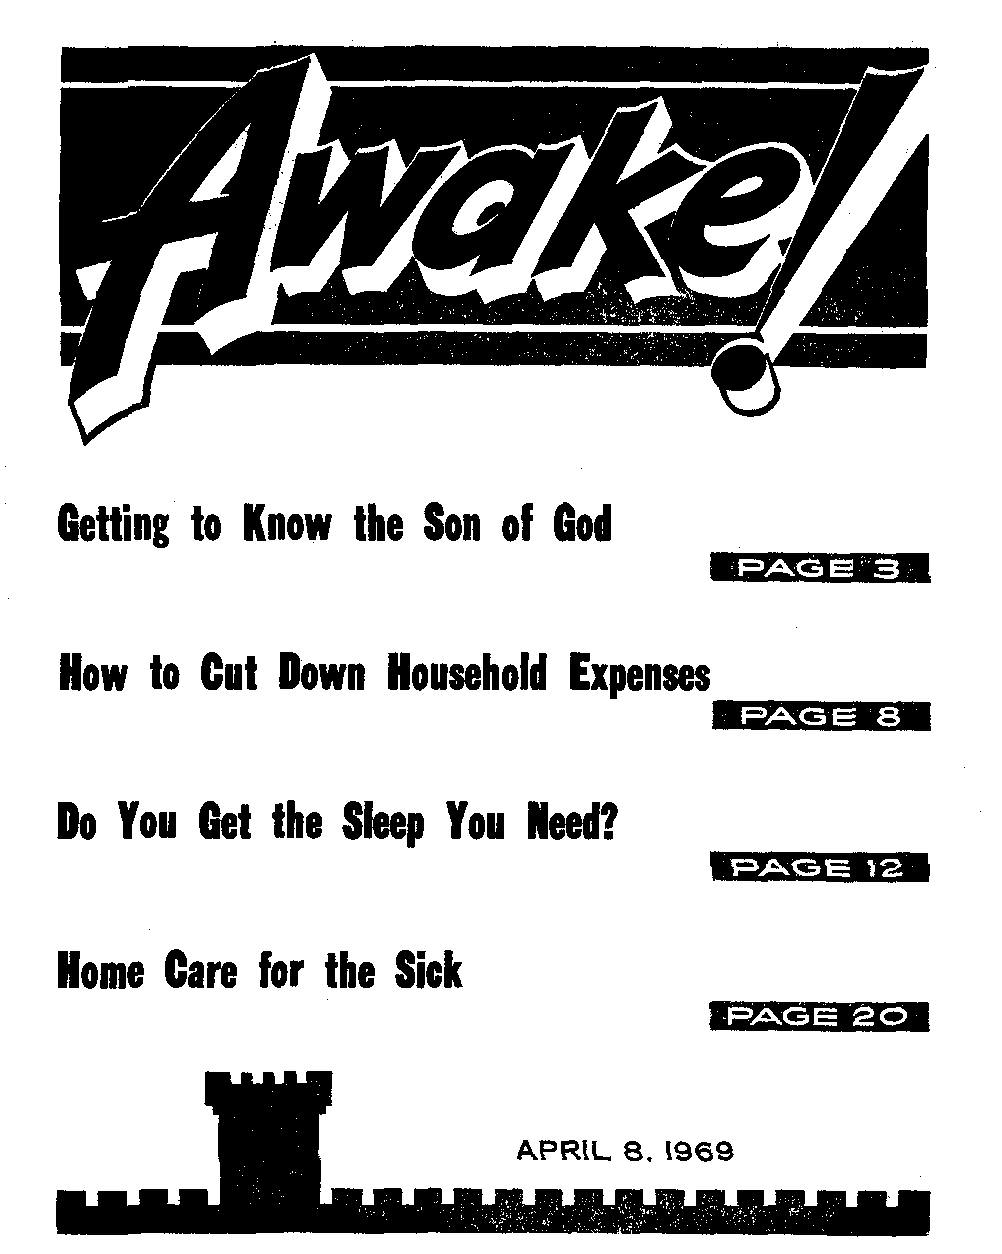 Awake!
Getting to Know the Son of God
PAGE 3
How to Cut Down Household Expenses
PAGE 8
Do You Get the Sleep You Need?
PAGE 12
Home Care for the Sick
PAGE 20
APRIL 8, 1969